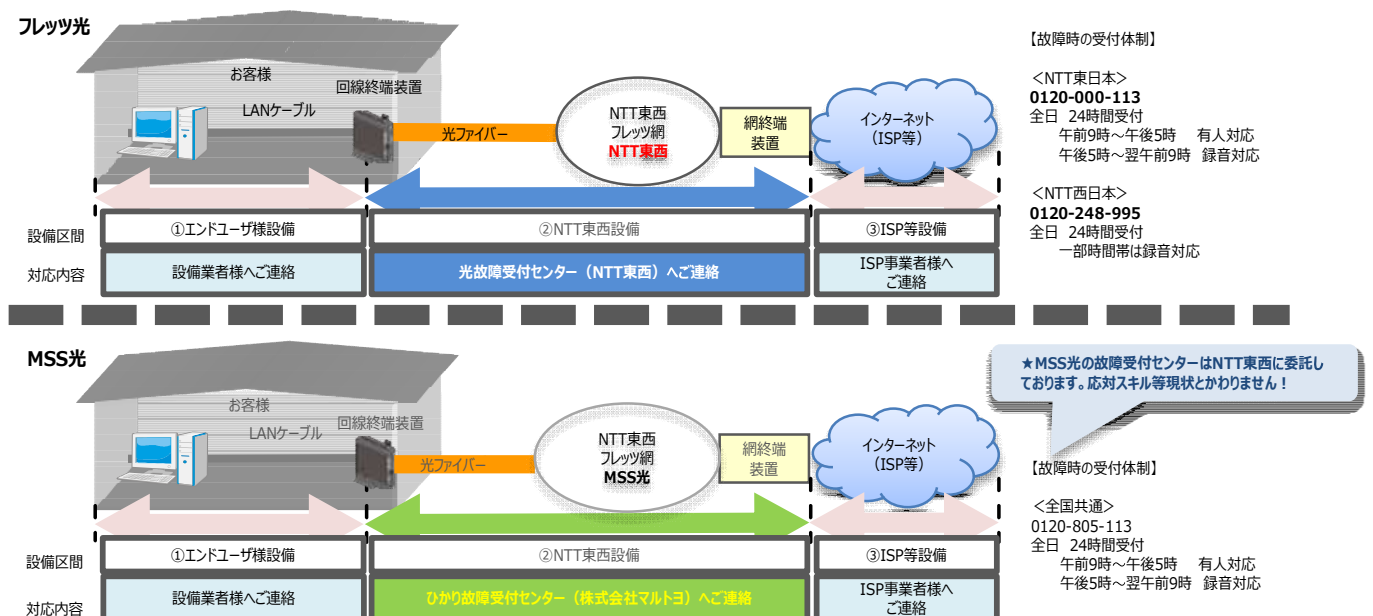 フレッツ光
お客様
回線終端装置
LANケーブル
光ファイバー
NTT東西
フレッツ網
NTT東西
網終端
装置
インターネット
(ISP等)
設備区間
①エンドユーザ様設備
②NTT東西設備
③ISP等設備
対応内容
設備業者様へご連絡
光故障受付センター（NTT東西）へご連絡
ISP事業者様へ
ご連絡
【故障時の受付体制】
＜NTT東日本＞
0120-000-113
全日 24時間受付
午前9時～午後5時 有人対応
午後5時～翌午前9時 録音対応
＜NTT西日本＞
0120-248-995
全日 24時間受付
一部時間帯は録音対応
MSS光
お客様
回線終端装置
LANケーブル
光ファイバー
NTT東西
フレッツ網
MSS光
網終端
装置
インターネット
(ISP等)
設備区間
①エンドユーザ様設備
②NTT東西設備
③ISP等設備
対応内容
設備業者様へご連絡
ひかり故障受付センター（株式会社マルトヨ）へご連絡
ISP事業者様へ
ご連絡
★MSS光の故障受付センターはNTT東西に委託し
ております。応対スキル等現状とかわりません！
【故障時の受付体制】
＜全国共通＞
0120-805-113
全日 24時間受付
午前9時～午後5時 有人対応
午後5時～翌午前9時 録音対応